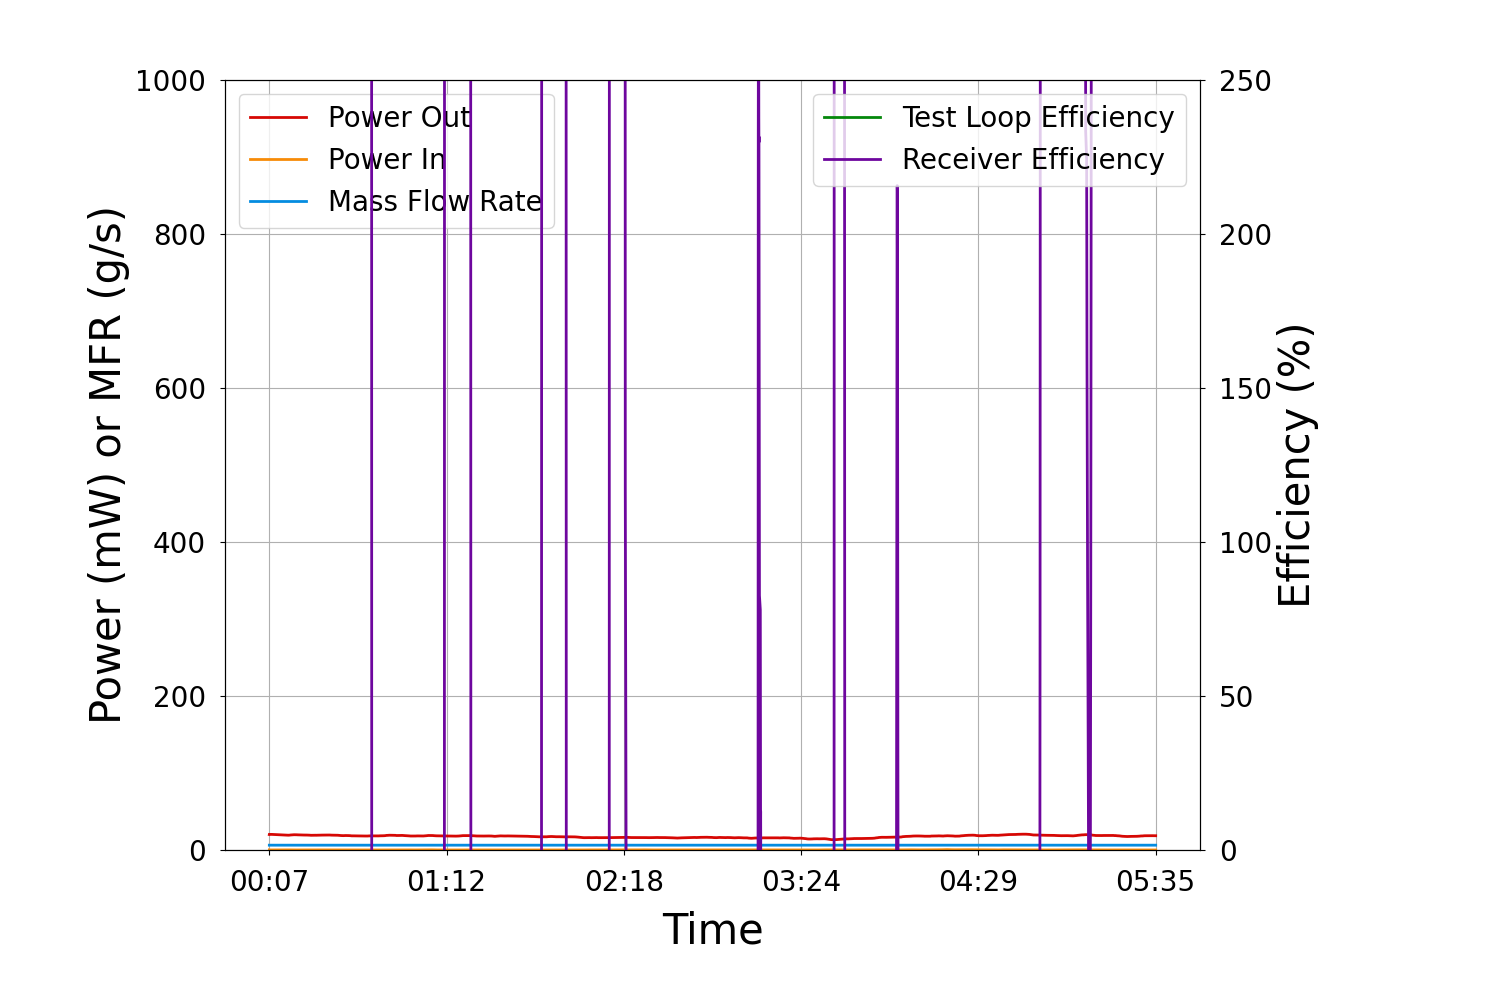 1000
800
600
400
200
0
Power (mW) or MFR (g/s)
Power Out
Power In
Mass Flow Rate
Test Loop Efficiency
Receiver Efficiency
250
200
150
100
50
0
Efficiency (%)
00:07 01:12 02:18 03:24 04:29 05:35
Time